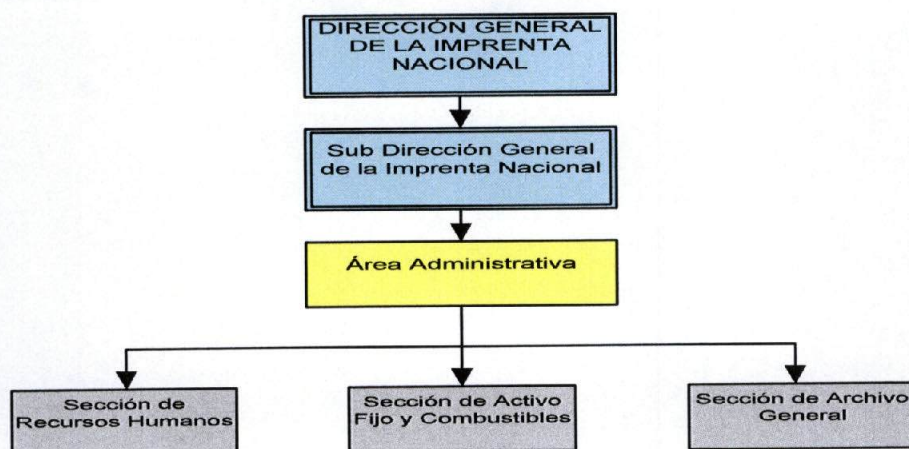 DIRECCIÓN GENERAL
DE LA IMPRENTA
NACIONAL
Sub Dirección General
de la Imprenta Nacional
Área Administrativa
Sección de
Recursos Humanos
Sección de Activo
Fijo y Combustibles
Sección de Archivo
General